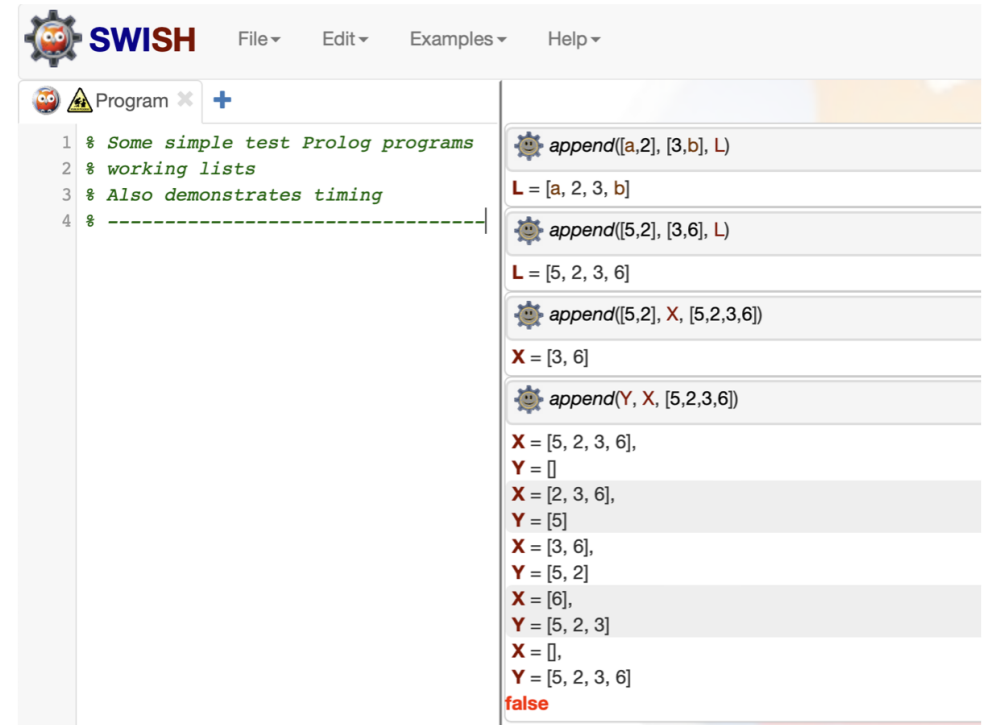 SWISH File Edit Examples Help
Program
1 % Some simple test Prolog programs
2 % working lists
3 % Also demonstrates timing
4 % ---------------------------------
append([a,2], [3,b], L)
L = [a, 2, 3, b]
append([5,2], [3,6], L)
L = [5, 2, 3, 6]
append([5,2], X, [5,2,3,6])
X = [3, 6]
append(Y, X, [5,2,3,6])
X = [5, 2, 3, 6],
Y = []
X = [2, 3, 6],
Y = [5]
X = [3, 6],
Y = [5, 2]
X = [6],
Y = [5, 2, 3]
X = [],
Y = [5, 2, 3, 6]
false